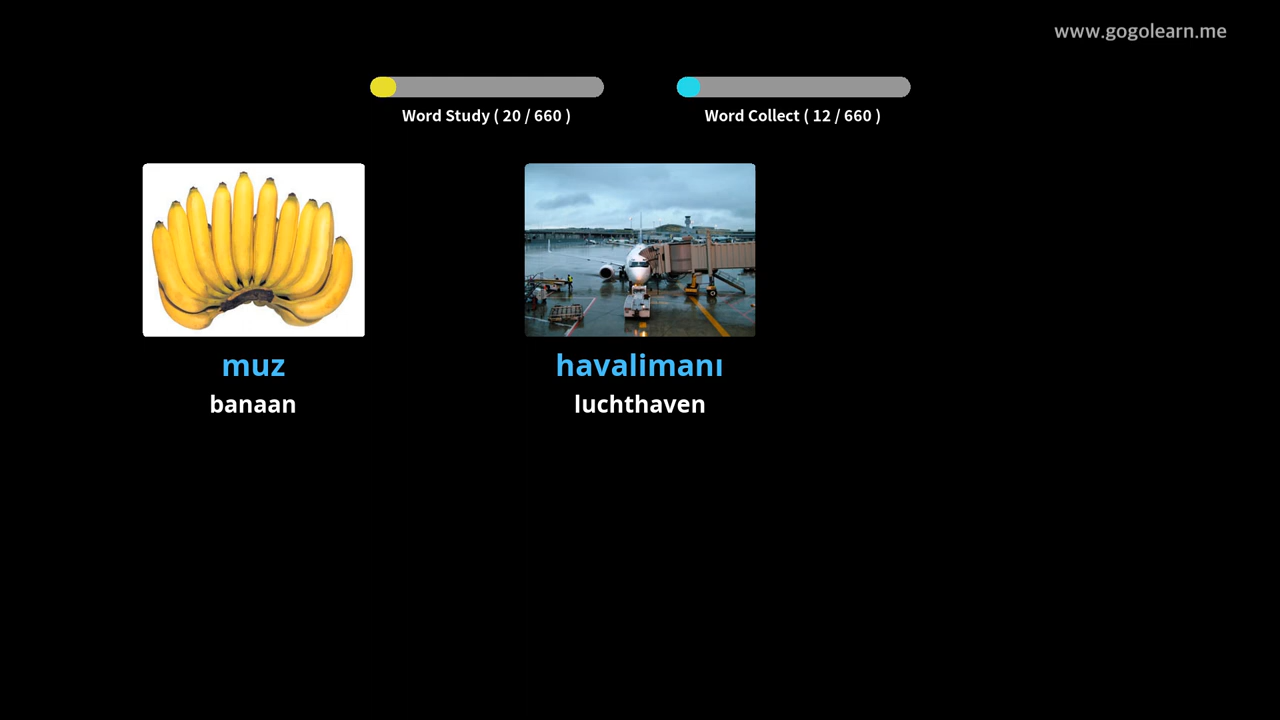 www.gogolearn.me
Word Study ( 20 / 660 )
Word Collect ( 12 / 660 )
muz
banaan
havalimanı
luchthaven